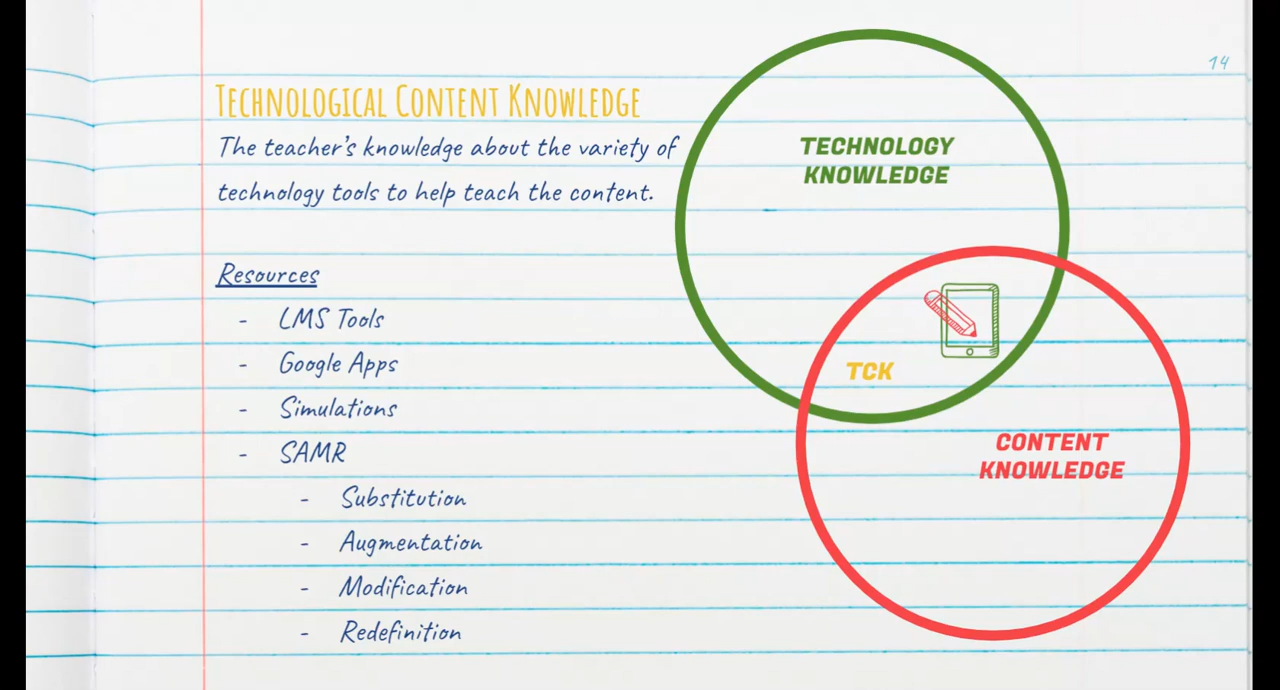 14
Technological Content Knowledge
The teacher's knowledge about the variety of
technology tools to help teach the content.
Resources
- LMS Tools
- Google Apps
- Simulations
- SAMR
- Substitution
- Augmentation
- Modification
- Redefinition
TECHNOLOGY
KNOWLEDGE
TCK
CONTENT
KNOWLEDGE